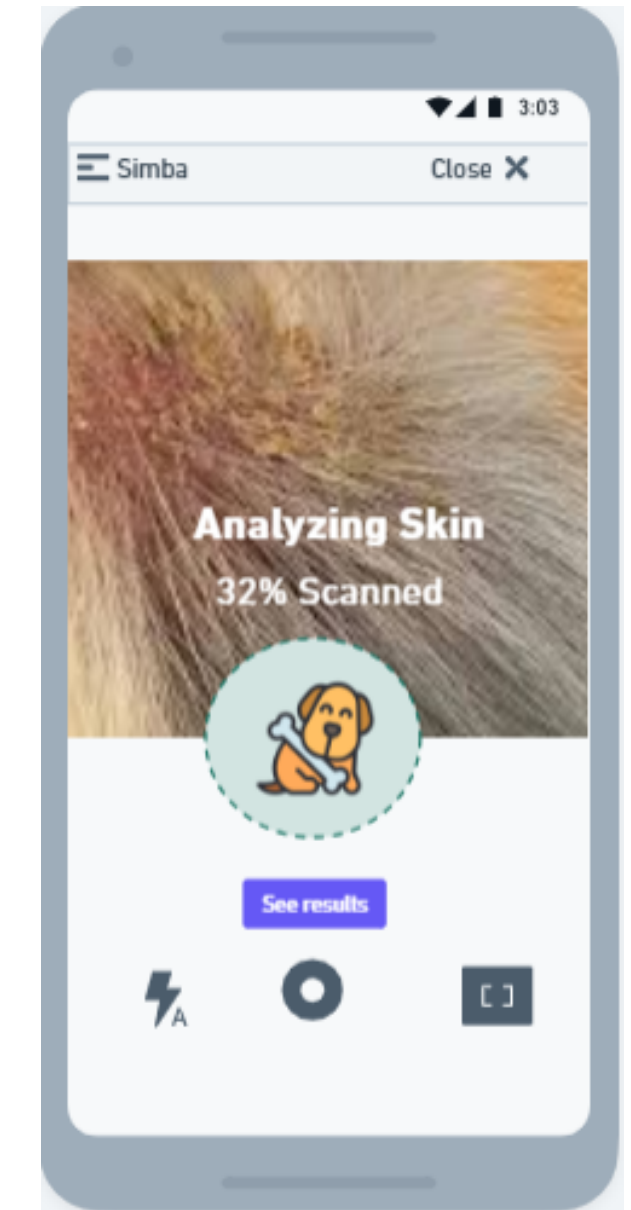 3:03
Simba Close
Analyzing Skin
32% Scanned
See results
A